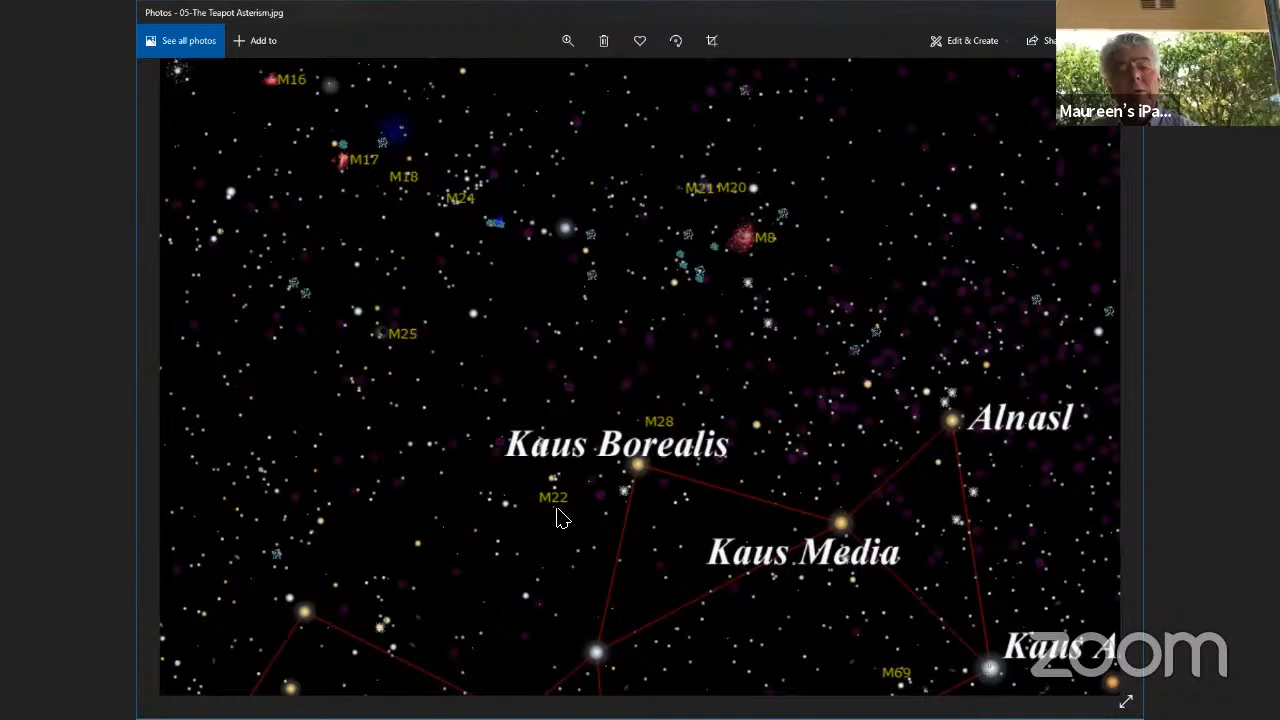 Photos - 05-The Teapot Asterism.jpg
See all photos
Add to
Edit & Create
Sha
Maureen's iPa...
M16
M17
M18
M24
M21 M20
M8
M25
M28
Alnasl
Kaus Borealis
M22
Kaus Media
Kaus A
M69
zoom